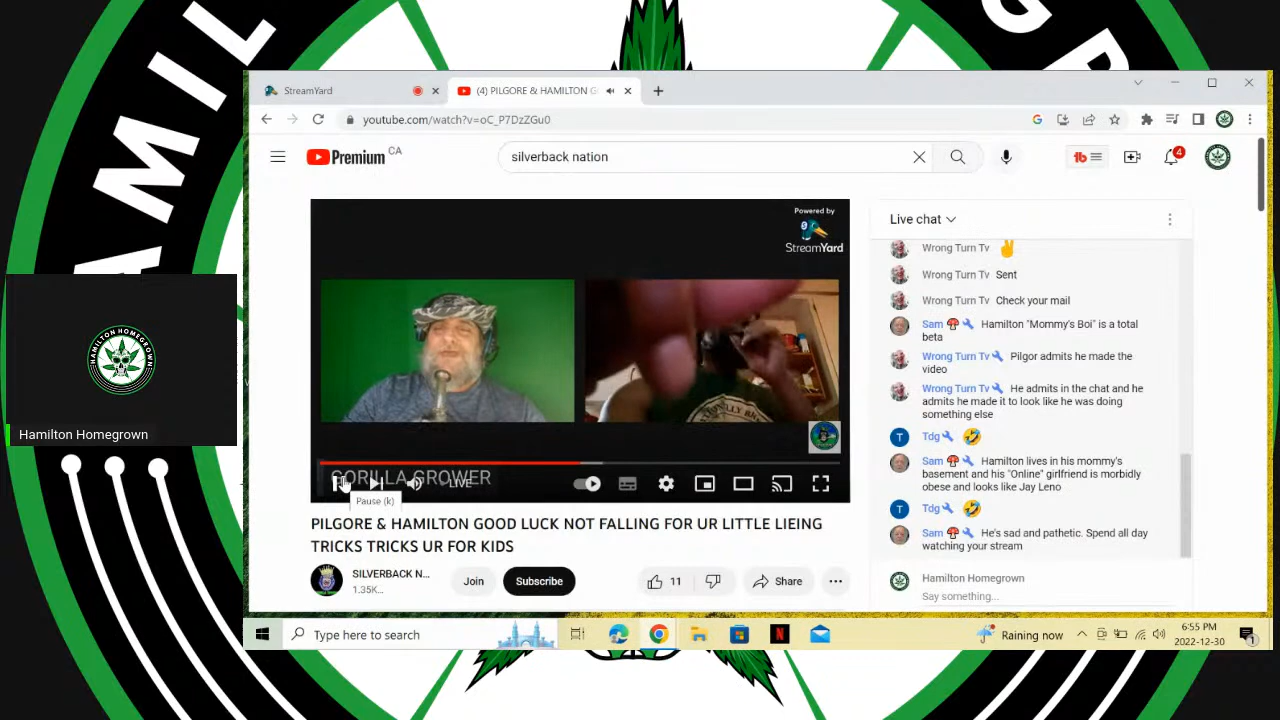 AMIL
GR
StreamYard
(4) PILGORE & HAMILTON G
youtube.com/watch?v=oC_P7DzZGu0
Premium CA
silverback nation
4
Powered by
StreamYard
GORILLA GROWER
LIVE
Pause (k)
PILGORE & HAMILTON GOOD LUCK NOT FALLING FOR UR LITTLE LIEING
TRICKS TRICKS UR FOR KIDS
SILVERBACK N...
1.35K...
Join
Subscribe
11
Share
Live chat
Wrong Turn Tv ✌
Wrong Turn Tv Sent
Wrong Turn Tv Check your mail
Sam 🍄 Hamilton "Mommy's Boi" is a total
beta
Wrong Turn Tv Pilgor admits he made the
video
Wrong Turn Tv He admits in the chat and he
admits he made it to look like he was doing
something else
T Tdg 🤣
Sam 🍄 Hamilton lives in his mommy's
basement and his "Online" girlfriend is morbidly
obese and looks like Jay Leno
T Tdg 🤣
Sam 🍄 He's sad and pathetic. Spend all day
watching your stream
Hamilton Homegrown
Say something...
HAMILTON HOMEGROWN
Hamilton Homegrown
Type here to search
N
Raining now
6:55 PM
2022-12-30
1